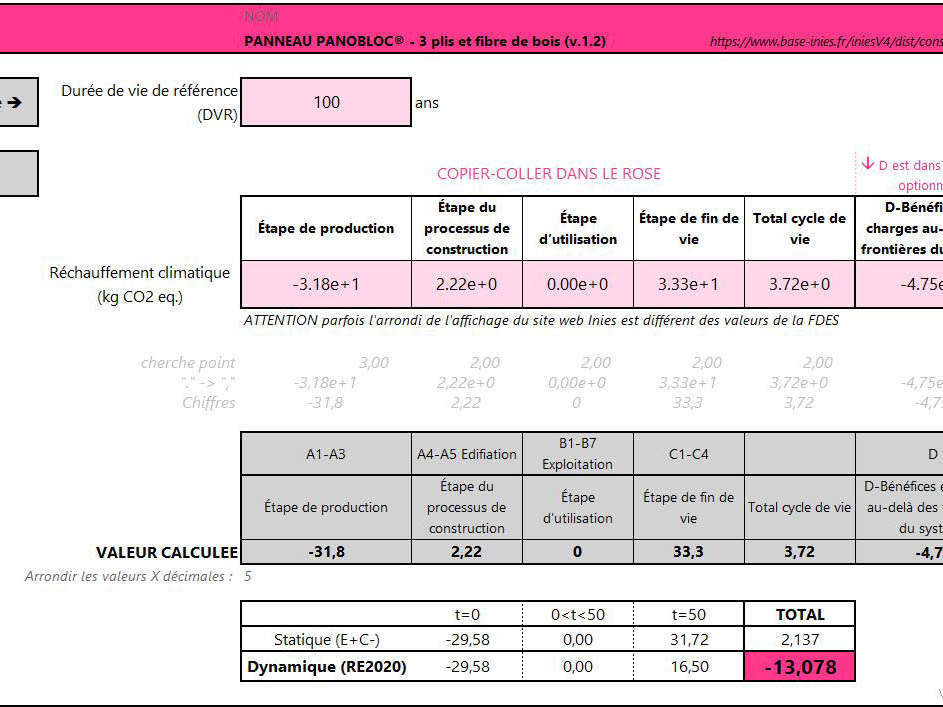 NOM
PANNEAU PANOBLOC® - 3 plis et fibre de bois (v.1.2) https://www.base-inies.fr/iniesV4/dist/cons
➔
Durée de vie de référence
(DVR)
100 ans
COPIER-COLLER DANS LE ROSE
↓ D est dans
optionn
Étape de production
Étape du
processus de
construction
Étape
d’utilisation
Étape de fin de
vie
Total cycle de
vie
D-Bénéfi
charges au-
frontières du
Réchauffement climatique
(kg CO2 eq.)
-3.18e+1 2.22e+0 0.00e+0 3.33e+1 3.72e+0 -4.75e
ATTENTION parfois l'arrondi de l'affichage du site web Inies est différent des valeurs de la FDES
cherche point 3,00 2,00 2,00 2,00 2,00
"." -> "," -3,18e+1 2,22e+0 0,00e+0 3,33e+1 3,72e+0 -4,75e
Chiffres -31,8 2,22 0 33,3 3,72 -4,7
A1-A3
A4-A5 Edifiation
B1-B7
Exploitation
C1-C4
D
Étape de production
Étape du
processus de
construction
Étape
d’utilisation
Étape de fin de
vie
Total cycle de vie
D-Bénéfices e
au-delà des
du syst
VALEUR CALCULEE -31,8 2,22 0 33,3 3,72 -4,7
Arrondir les valeurs X décimales : 5
t=0 0<t<50 t=50 TOTAL
Statique (E+C-) -29,58 0,00 31,72 2,137
Dynamique (RE2020) -29,58 0,00 16,50 -13,078